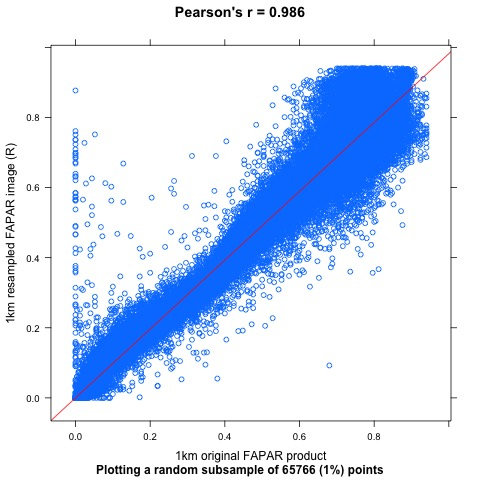 Pearson's r = 0.986
1km resampled FAPAR image (R)
0.8
0.6
0.4
0.2
0.0
0.0 0.2 0.4 0.6 0.8
1km original FAPAR product
Plotting a random subsample of 65766 (1%) points